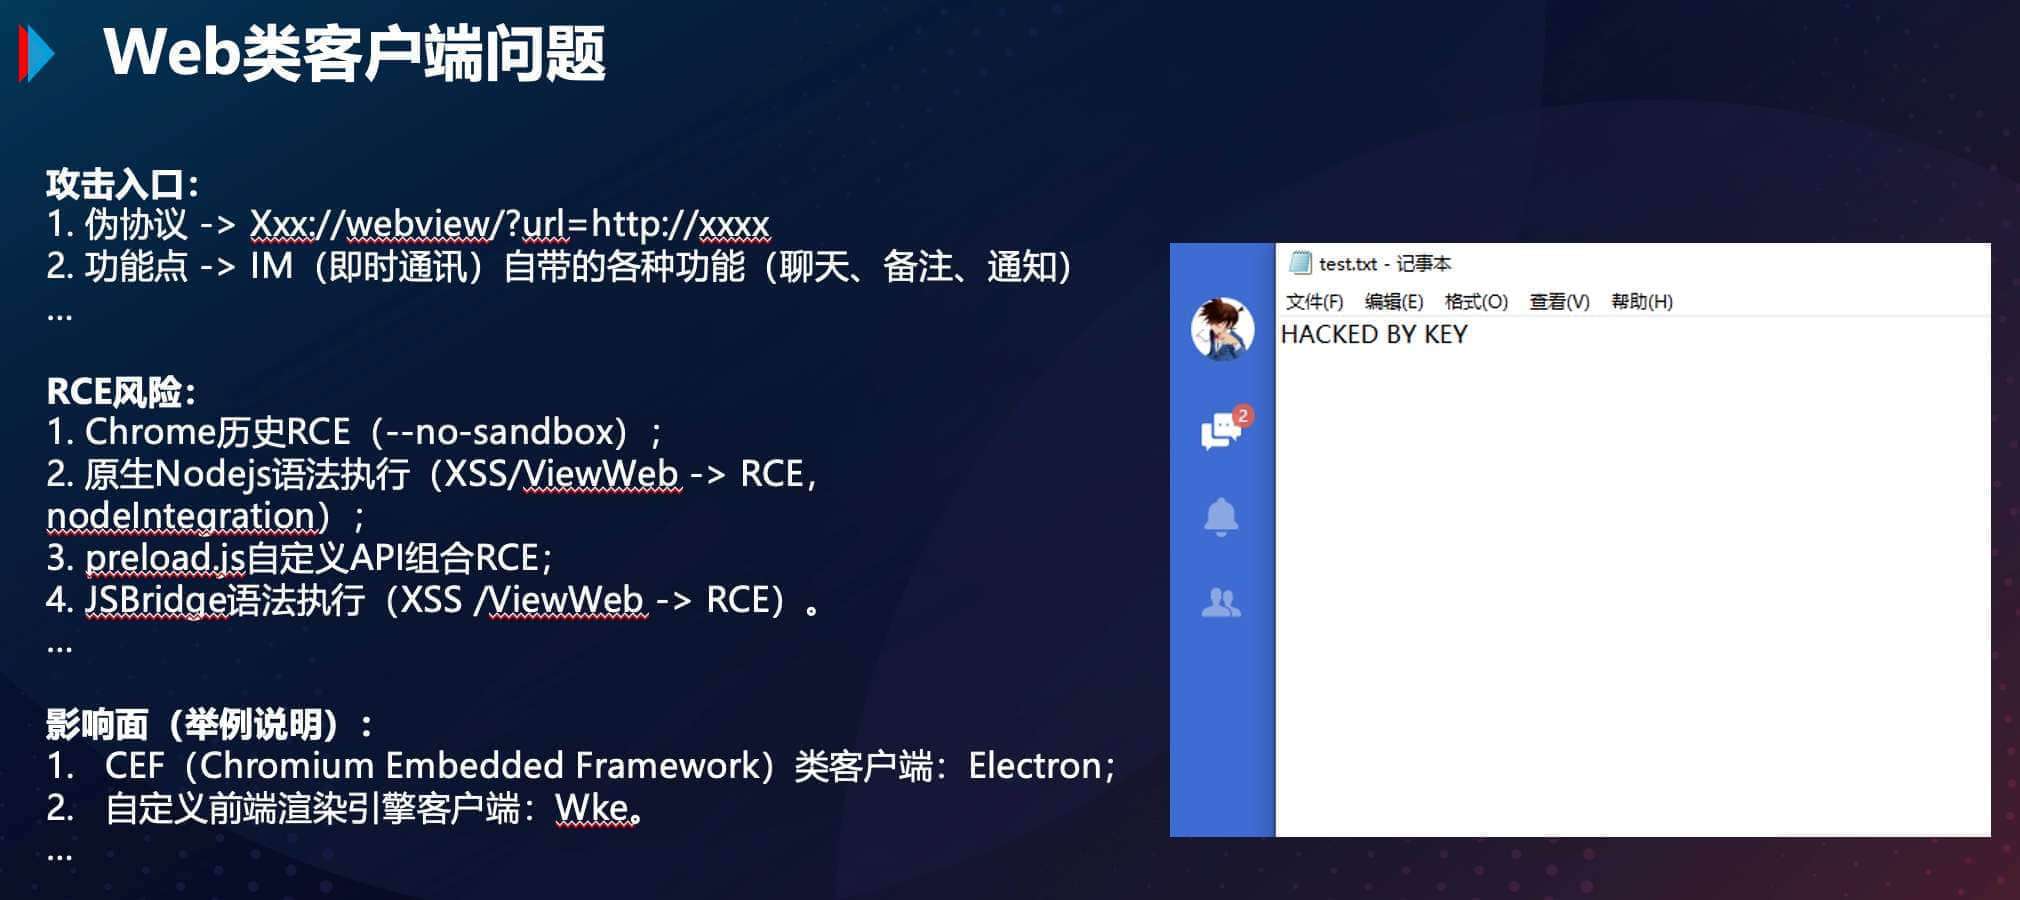 Web类客户端问题
攻击入口：
1. 伪协议 -> Xxx://webview/?url=http://xxxx
2. 功能点 -> IM（即时通讯）自带的各种功能（聊天、备注、通知）
...
RCE风险：
1. Chrome历史RCE（--no-sandbox）；
2. 原生Nodejs语法执行（XSS/ViewWeb -> RCE，
nodeIntegration）；
3. preload.js自定义API组合RCE；
4. JSBridge语法执行（XSS /ViewWeb -> RCE）。
...
影响面（举例说明）：
1. CEF（Chromium Embedded Framework）类客户端：Electron；
2. 自定义前端渲染引擎客户端：Wke。
...
2
test.txt - 记事本
文件(F) 编辑(E) 格式(O) 查看(V) 帮助(H)
HACKED BY KEY